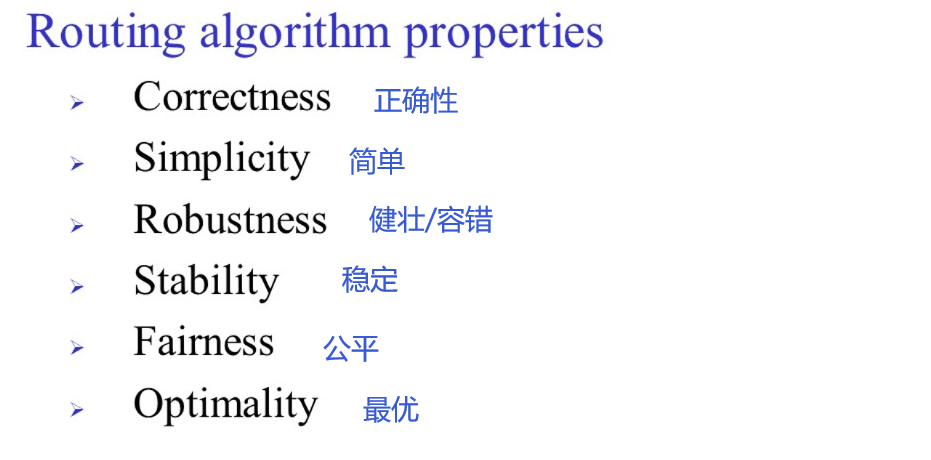 Routing algorithm properties
Correctness 正确性
Simplicity 简单
Robustness 健壮/容错
Stability 稳定
Fairness 公平
Optimality 最优